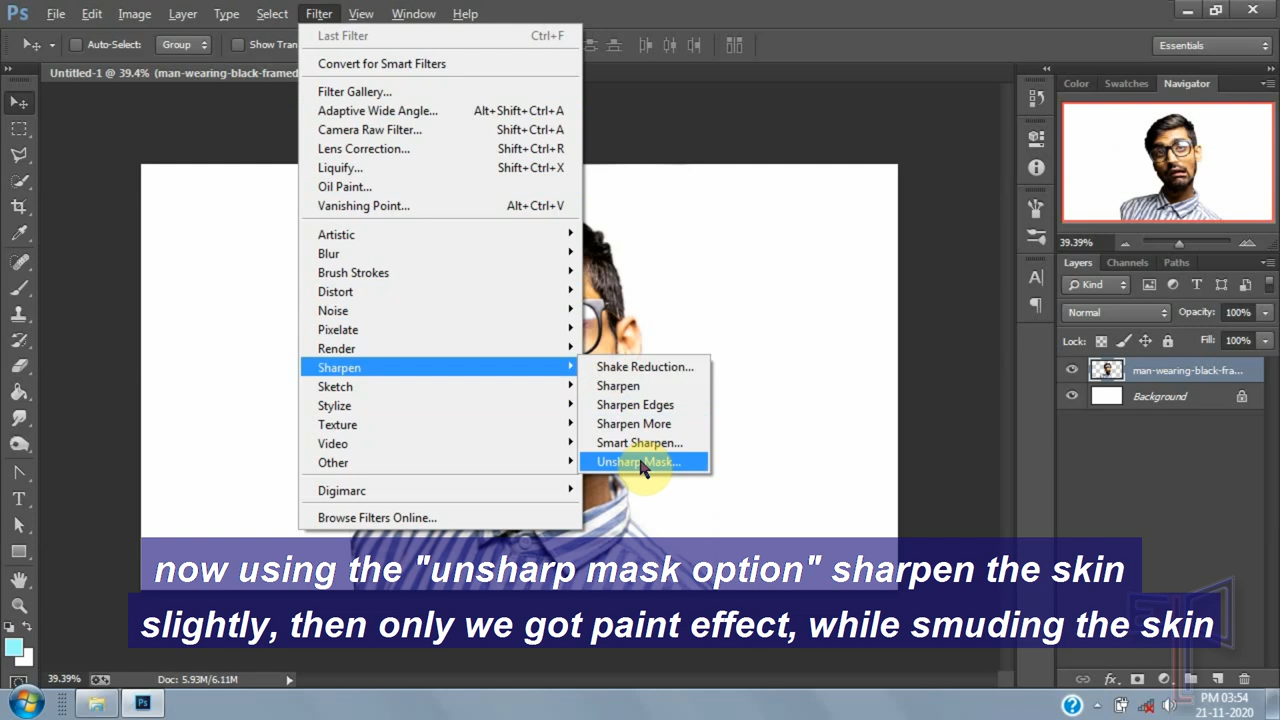 Ps File Edit Image Layer Type Select Filter View Window Help
Auto-Select: Group Show Tran
Essentials
Untitled-1 @ 39.4% (man-wearing-black-framed
Last Filter Ctrl+F
Convert for Smart Filters
Filter Gallery...
Adaptive Wide Angle... Alt+Shift+Ctrl+A
Camera Raw Filter... Shift+Ctrl+A
Lens Correction... Shift+Ctrl+R
Liquify... Shift+Ctrl+X
Oil Paint...
Vanishing Point... Alt+Ctrl+V
Artistic
Blur
Brush Strokes
Distort
Noise
Pixelate
Render
Sharpen
Sketch
Stylize
Texture
Video
Other
Digimarc
Browse Filters Online...
Shake Reduction...
Sharpen
Sharpen Edges
Sharpen More
Smart Sharpen...
Unsharp Mask...
Color Swatches Navigator
39.39%
Layers Channels Paths
Kind
Normal Opacity: 100%
Lock: Fill: 100%
man-wearing-black-fra...
Background
now using the "unsharp mask option" sharpen the skin
slightly, then only we got paint effect, while smuding the skin
39.39% Doc: 5.93M/6.11M
fx
Ps
PM 03:54
21-11-2020